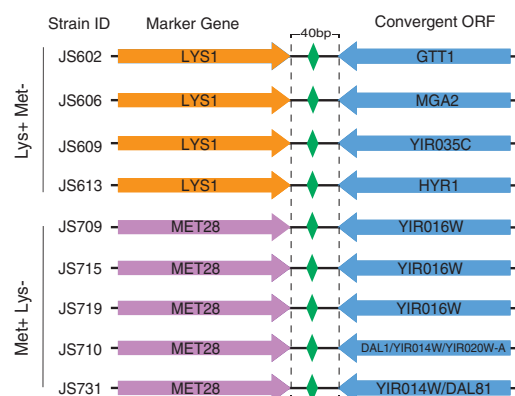 Strain ID Marker Gene Convergent ORF
40bp
JS602 LYS1 GTT1
JS606 LYS1 MGA2
JS609 LYS1 YIR035C
JS613 LYS1 HYR1
JS709 MET28 YIR016W
JS715 MET28 YIR016W
JS719 MET28 YIR016W
JS710 MET28 DAL1/YIR014W/YIR020W-A
JS731 MET28 YIR014W/DAL81
Lys+ Met-
Met+ Lys-